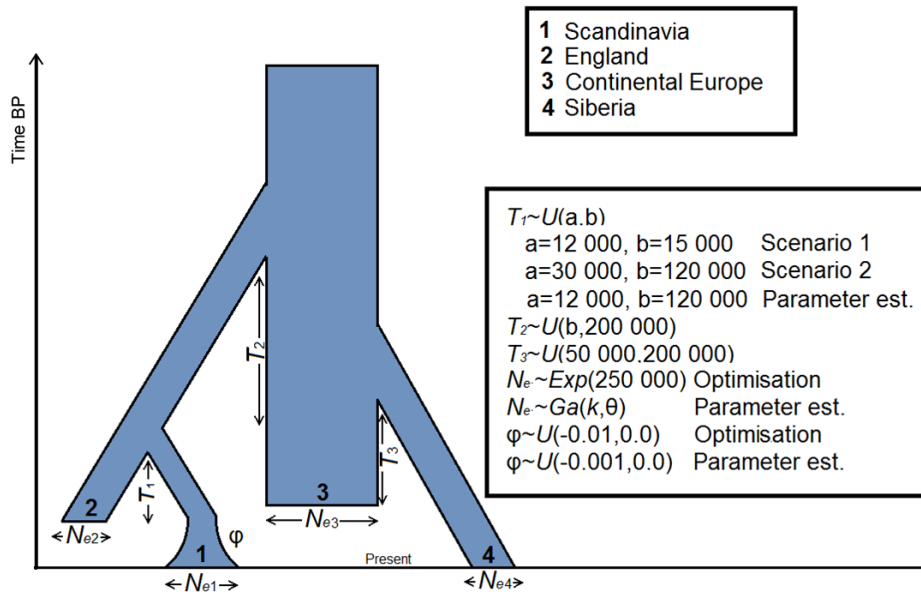 1 Scandinavia
2 England
3 Continental Europe
4 Siberia
Time BP
T1~U(a.b)
a=12 000, b=15 000 Scenario 1
a=30 000, b=120 000 Scenario 2
a=12 000, b=120 000 Parameter est.
T2~U(b,200 000)
T3~U(50 000.200 000)
Ne~Exp(250 000) Optimisation
Ne~Ga(k,θ) Parameter est.
φ~U(-0.01,0.0) Optimisation
φ~U(-0.001,0.0) Parameter est.
T2
T3
T1
2
3
Ne2
Ne3
φ
1
Present
4
Ne1
Ne4